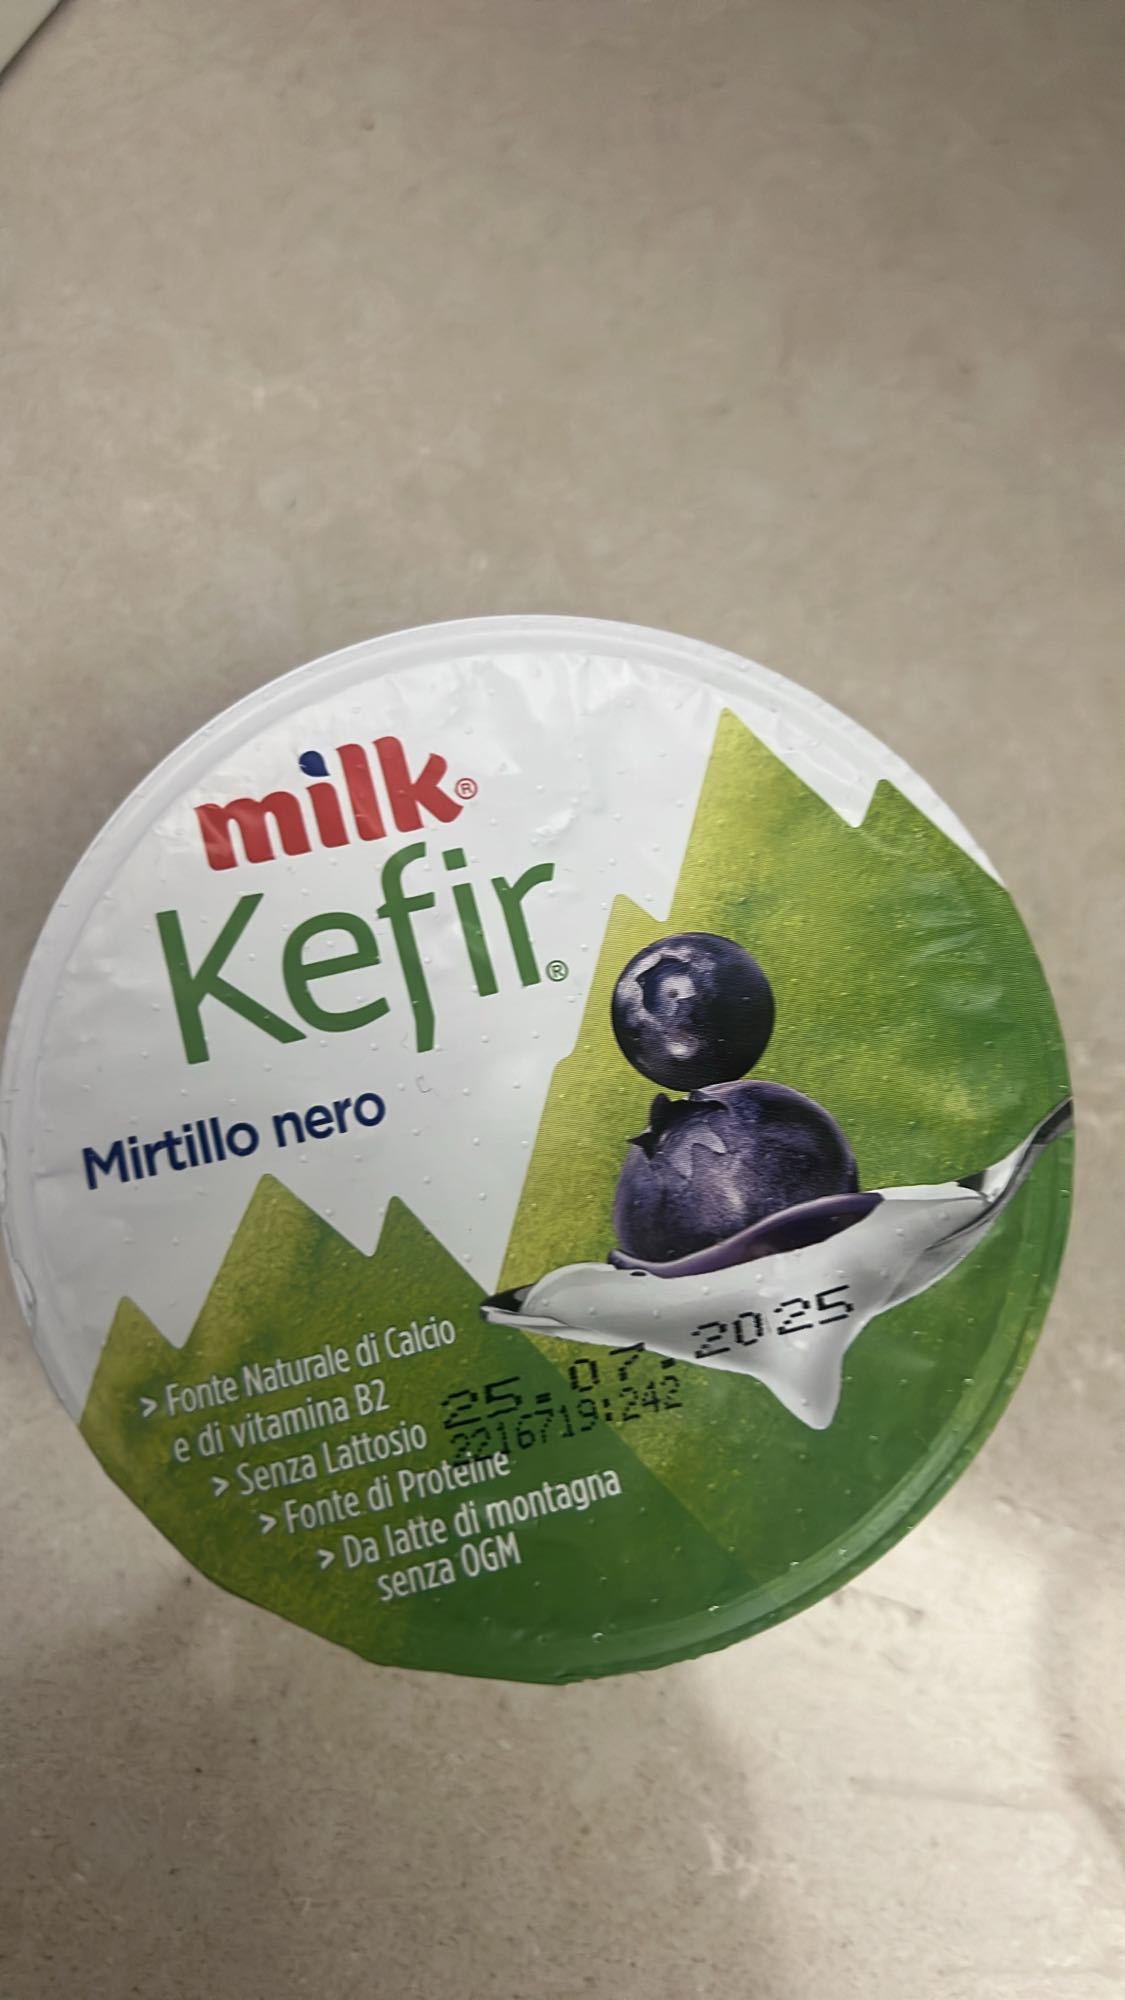 milk®
Kefir®
Mirtillo nero
> Fonte Naturale di Calcio
e di vitamina B2
> Senza Lattosio
> Fonte di Proteine
> Da latte di montagna
senza OGM
25.07.2025
2216719:242